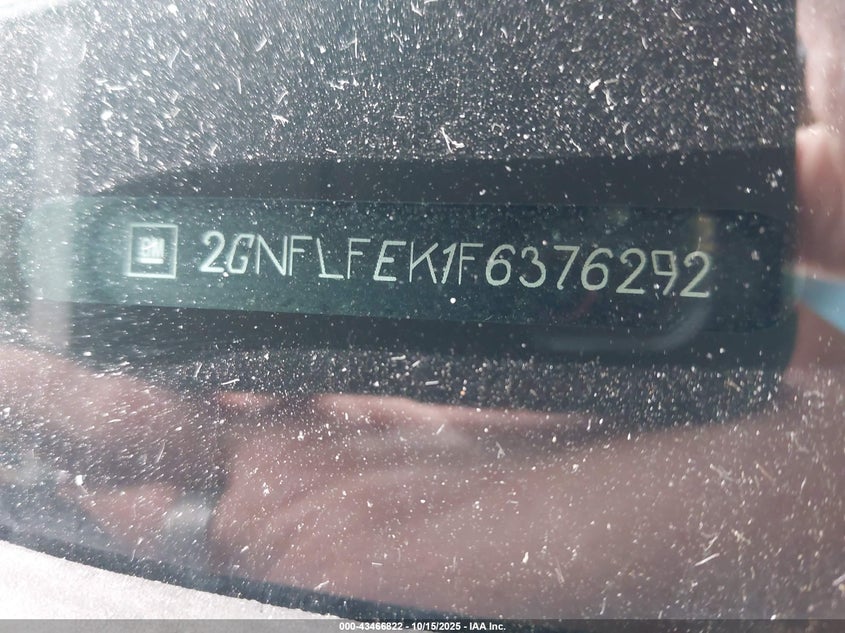 GM 2GNFLFEK1F6376292
000-43466822 - 10/15/2025 - IAA Inc.